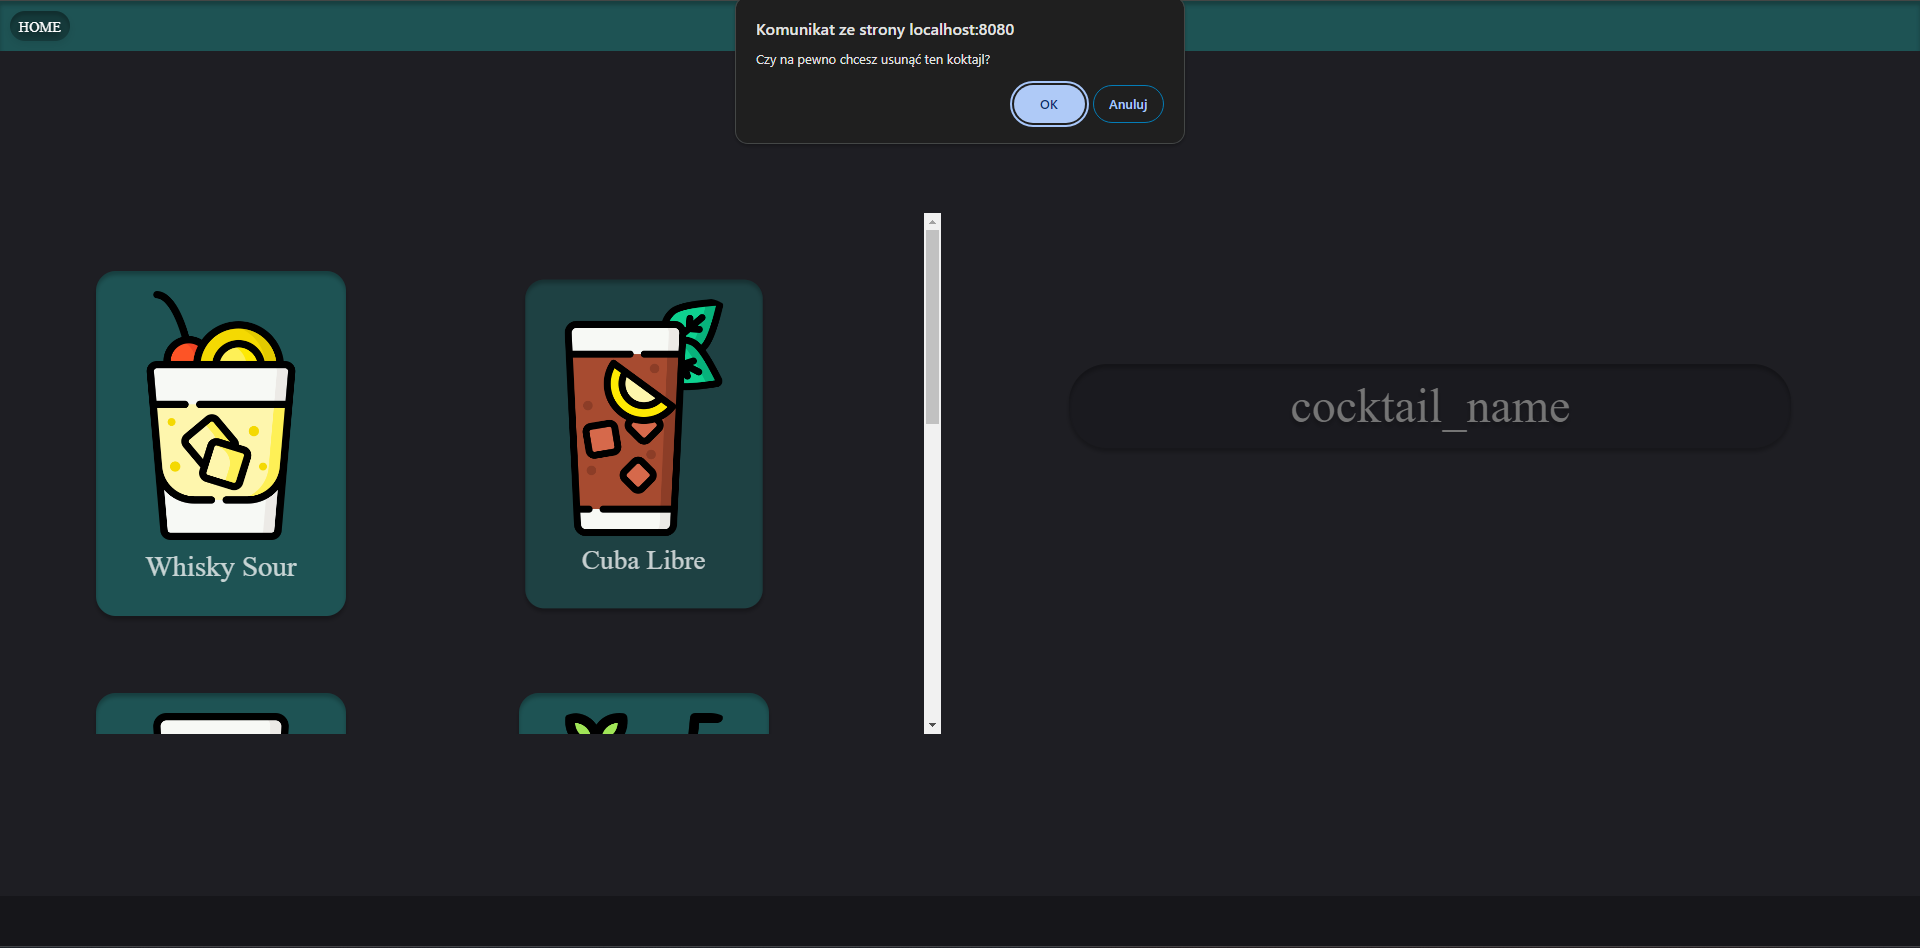 HOME
Komunikat ze strony localhost:8080
Czy na pewno chcesz usunąć ten koktajl?
OK
Anuluj
Whisky Sour
Cuba Libre
cocktail_name